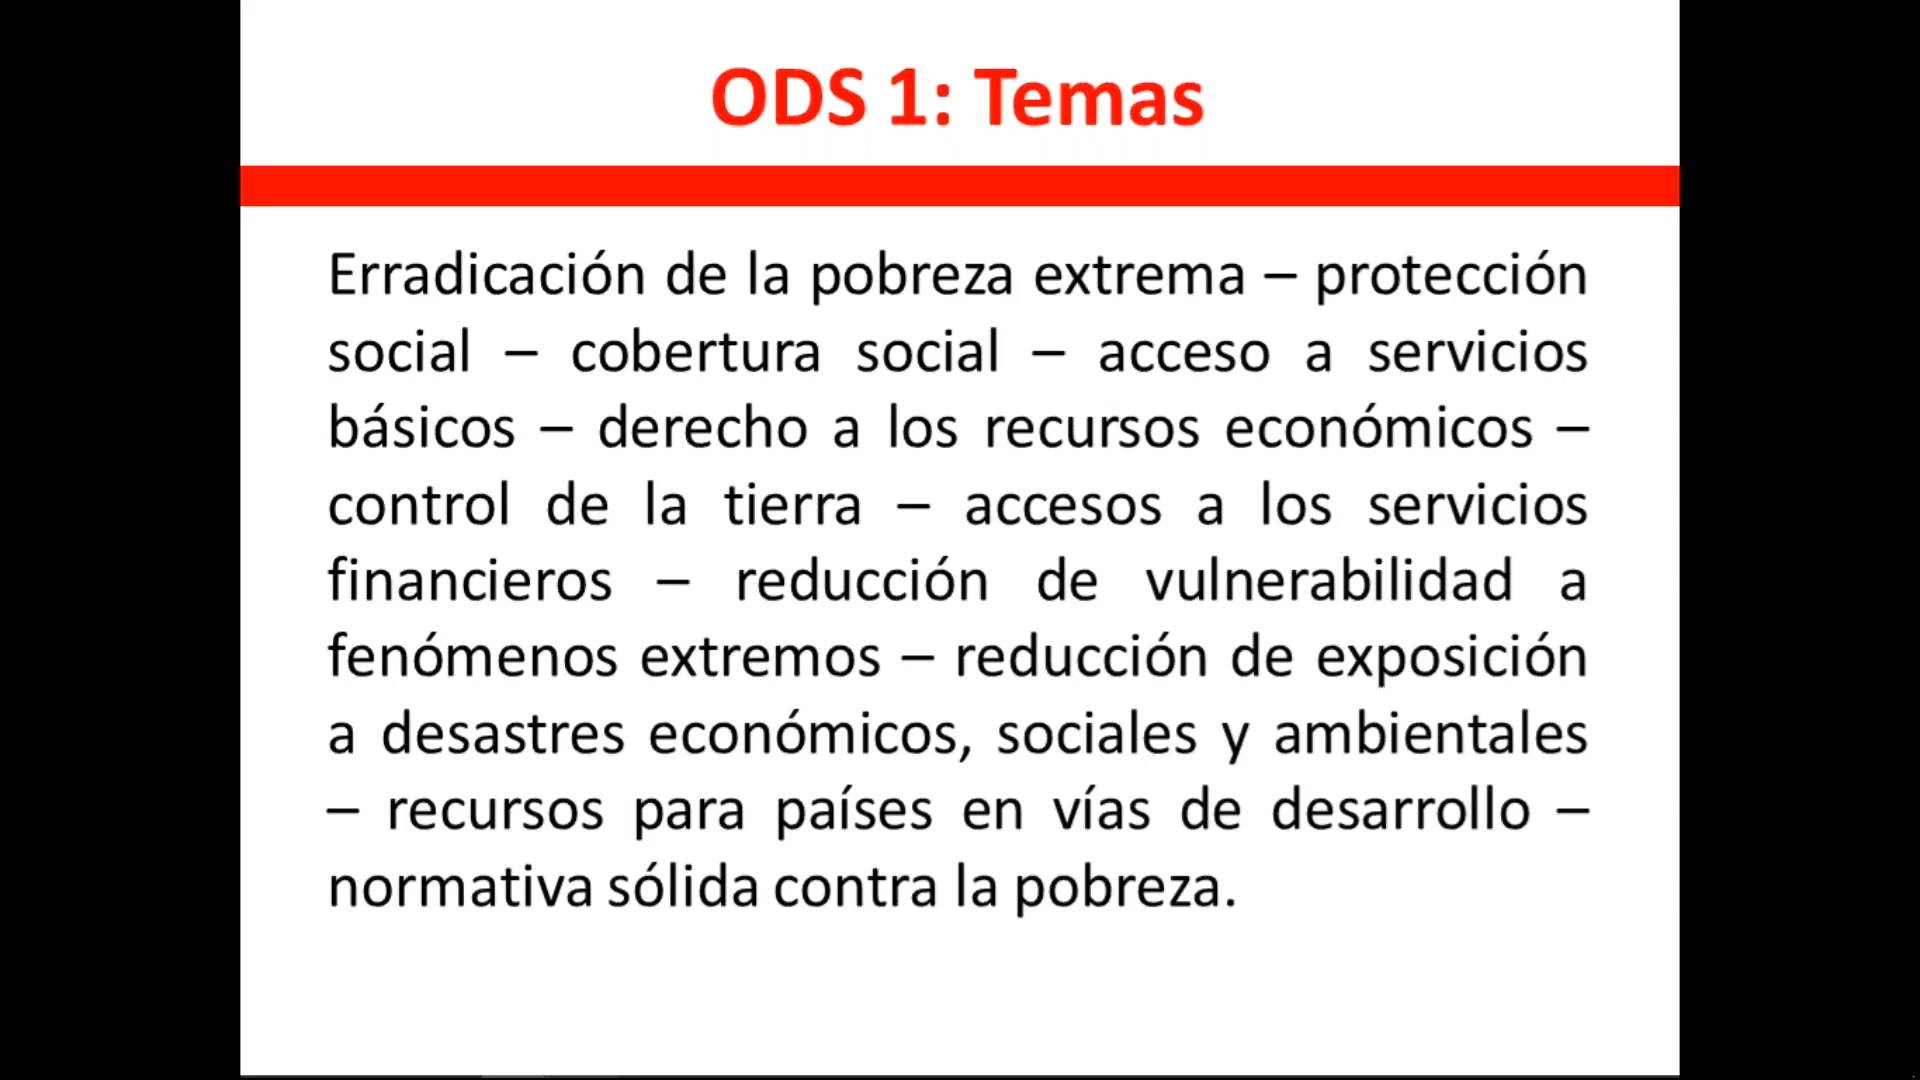 ODS 1: Temas
Erradicación de la pobreza extrema – protección
social – cobertura social – acceso a servicios
básicos – derecho a los recursos económicos –
control de la tierra – accesos a los servicios
financieros – reducción de vulnerabilidad a
fenómenos extremos – reducción de exposición
a desastres económicos, sociales y ambientales
– recursos para países en vías de desarrollo –
normativa sólida contra la pobreza.